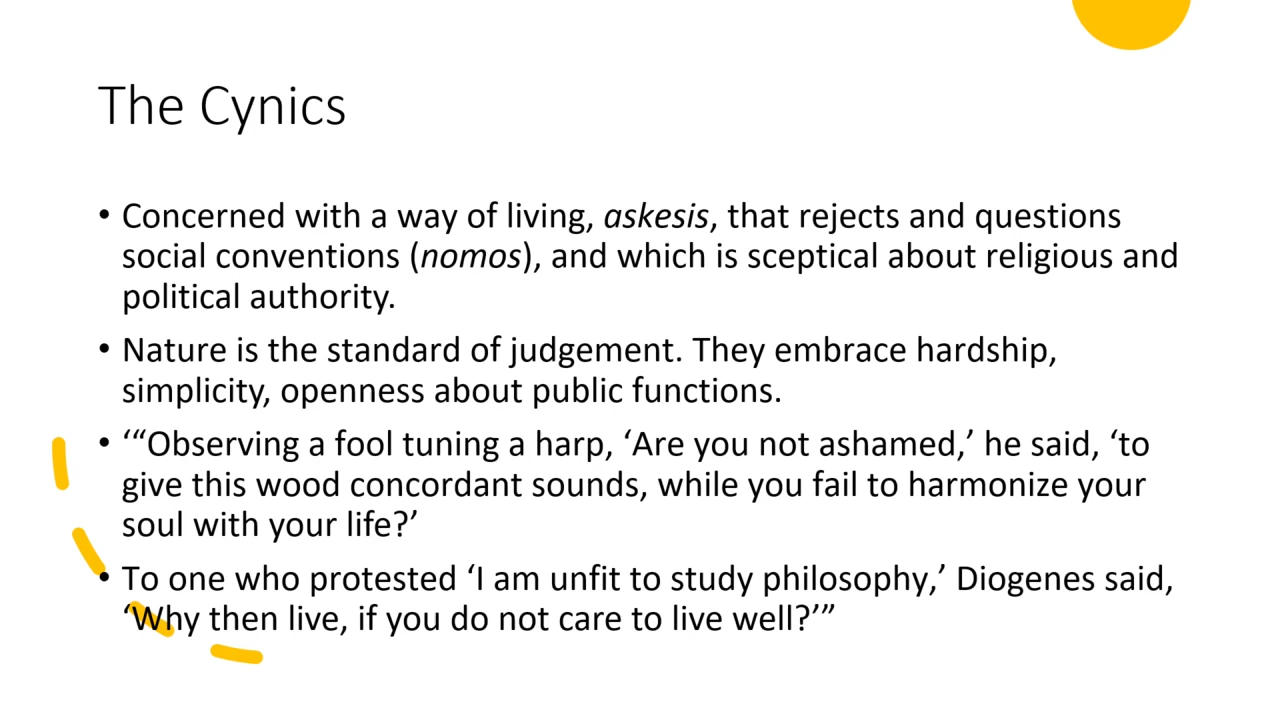 The Cynics
• Concerned with a way of living, askesis, that rejects and questions
social conventions (nomos), and which is sceptical about religious and
political authority.
• Nature is the standard of judgement. They embrace hardship,
simplicity, openness about public functions.
• ‘“Observing a fool tuning a harp, ‘Are you not ashamed,’ he said, ‘to
give this wood concordant sounds, while you fail to harmonize your
soul with your life?’
• To one who protested ‘I am unfit to study philosophy,’ Diogenes said,
‘Why then live, if you do not care to live well?’”